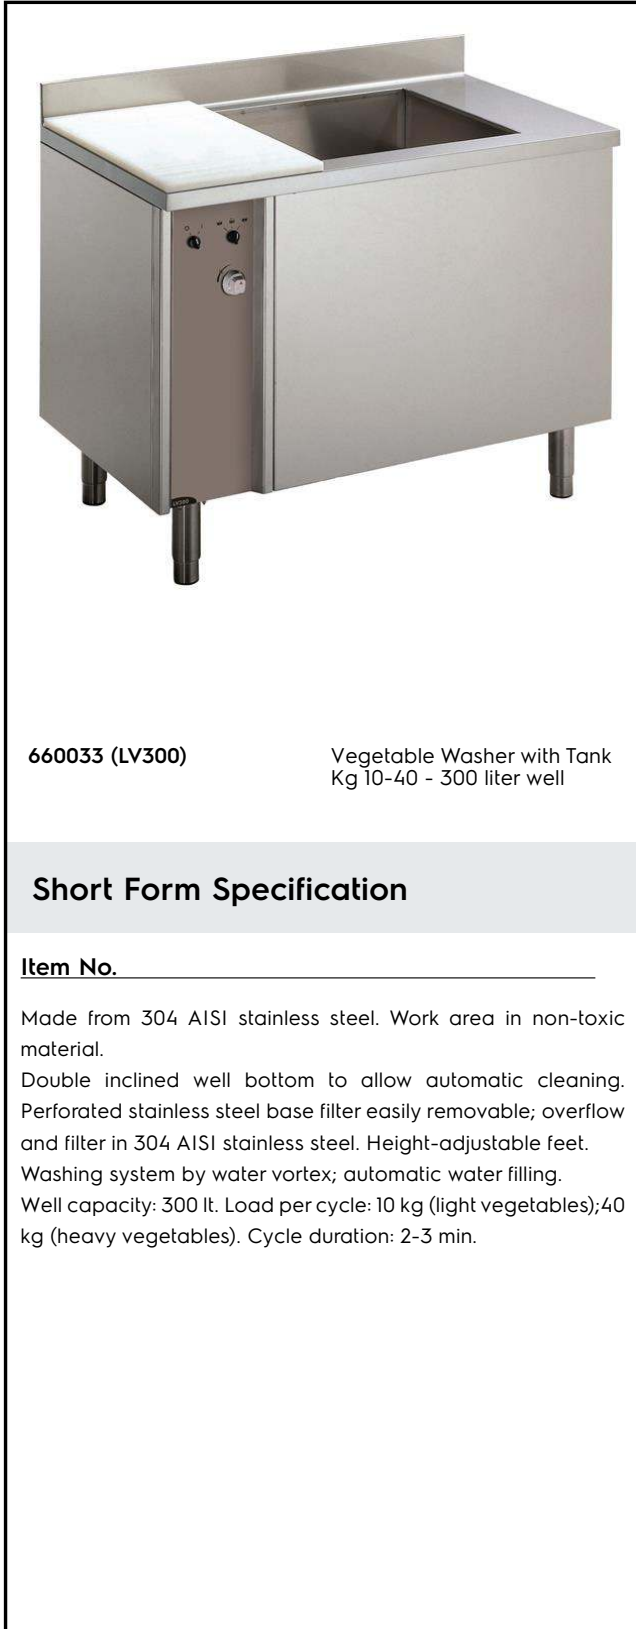 660033 (LV300)
Vegetable Washer with Tank
Kg 10-40 - 300 liter well
Short Form Specification
Item No.
Made from 304 AISI stainless steel. Work area in non-toxic
material.
Double inclined well bottom to allow automatic cleaning.
Perforated stainless steel base filter easily removable; overflow
and filter in 304 AISI stainless steel. Height-adjustable feet.
Washing system by water vortex; automatic water filling.
Well capacity: 300 lt. Load per cycle: 10 kg (light vegetables);40
kg (heavy vegetables). Cycle duration: 2-3 min.